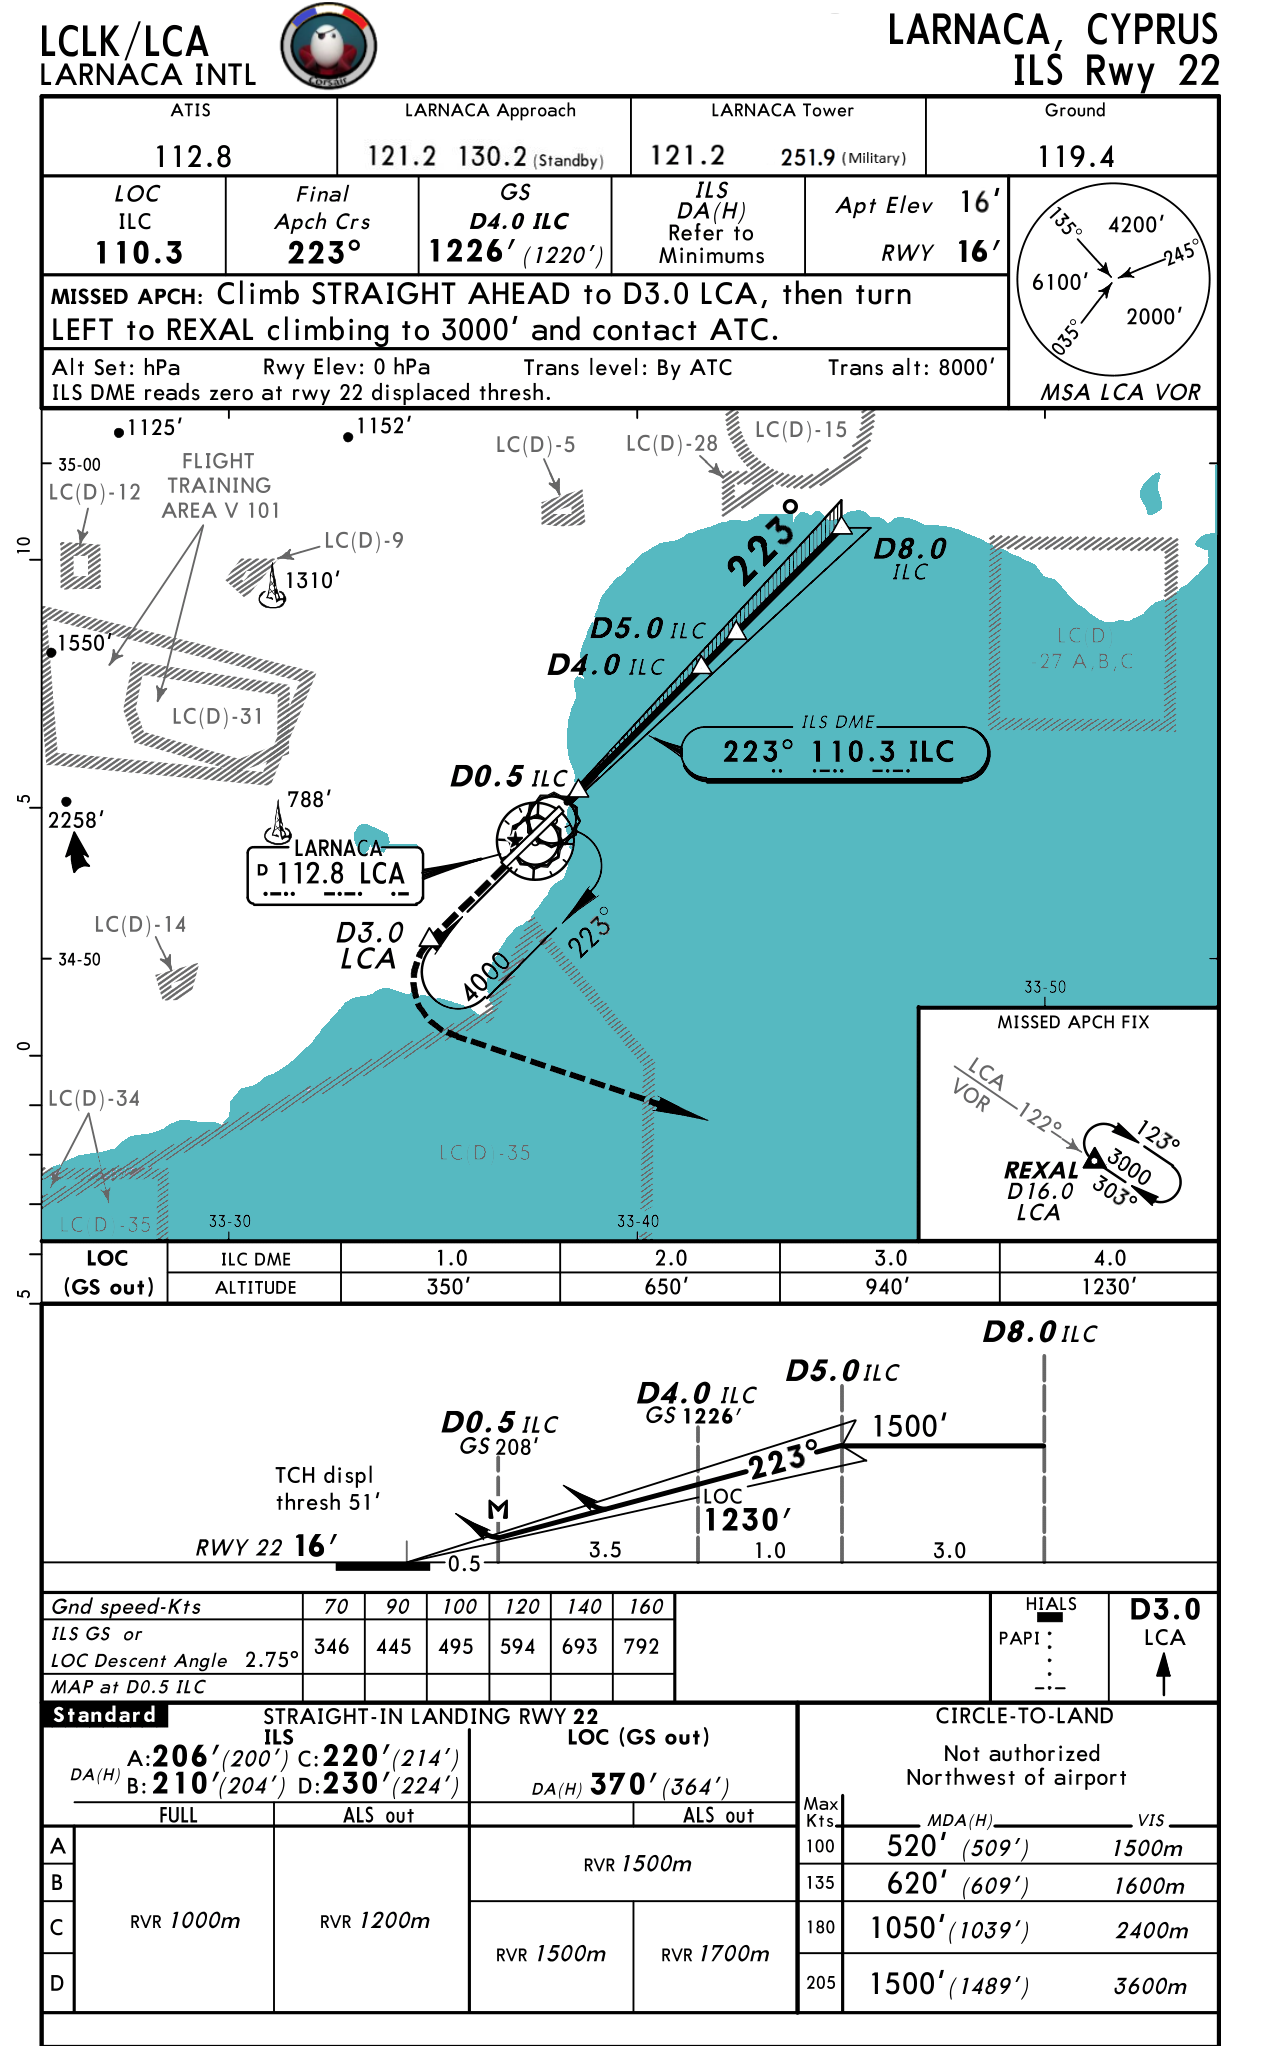 LCLK/LCA
LARNACA INTL
Corsair
LARNACA, CYPRUS
ILS Rwy 22
ATIS
112.8
LARNACA Approach
121.2 130.2 (Standby)
LARNACA Tower
121.2 251.9 (Military)
Ground
119.4
LOC
ILC
110.3
Final
Apch Crs
223°
GS
D4.0 ILC
1226' (1220')
ILS
DA(H)
Refer to
Minimums
Apt Elev 16'
RWY 16'
MISSED APCH: Climb STRAIGHT AHEAD to D3.0 LCA, then turn
LEFT to REXAL climbing to 3000' and contact ATC.
Alt Set: hPa Rwy Elev: 0 hPa Trans level: By ATC Trans alt: 8000'
ILS DME reads zero at rwy 22 displaced thresh.
135°
4200'
245°
6100'
2000'
035°
MSA LCA VOR
1125'
1152'
LC(D)-5
LC(D)-28
LC(D)-15
35-00
LC(D)-12
FLIGHT
TRAINING
AREA V 101
LC(D)-9
1310'
10
223°
D8.0
ILC
D5.0 ILC
D4.0 ILC
LC(D)
-27 A,B,C
1550'
LC(D)-31
ILS DME
223° 110.3 ILC
D0.5 ILC
5
788'
2258'
LARNACA
D 112.8 LCA
LC(D)-14
D3.0
LCA
223°
4000
34-50
33-50
0
LC(D)-34
LC(D)-35
LC(D)-35
33-30
33-40
MISSED APCH FIX
LCA
VOR
122°
REXAL
D16.0
LCA
123°
3000
303°
5
LOC
(GS out)
ILC DME 1.0 2.0 3.0 4.0
ALTITUDE 350' 650' 940' 1230'
D8.0 ILC
D5.0 ILC
D4.0 ILC
GS 1226'
D0.5 ILC
GS 208'
1500'
223°
TCH displ
thresh 51'
M
LOC
1230'
RWY 22 16'
0.5 3.5 1.0 3.0
Gnd speed-Kts 70 90 100 120 140 160
ILS GS or
LOC Descent Angle 2.75° 346 445 495 594 693 792
MAP at D0.5 ILC
HIALS
PAPI
D3.0
LCA
Standard
STRAIGHT-IN LANDING RWY 22
ILS
DA(H)
A:206'(200') C:220'(214')
B:210'(204') D:230'(224')
LOC (GS out)
DA(H) 370' (364')
FULL ALS out ALS out
A
B
C
D
RVR 1000m
RVR 1200m
RVR 1500m
RVR 1500m
RVR 1700m
CIRCLE-TO-LAND
Not authorized
Northwest of airport
Max
Kts MDA(H) VIS
100 520' (509') 1500m
135 620' (609') 1600m
180 1050' (1039') 2400m
205 1500' (1489') 3600m